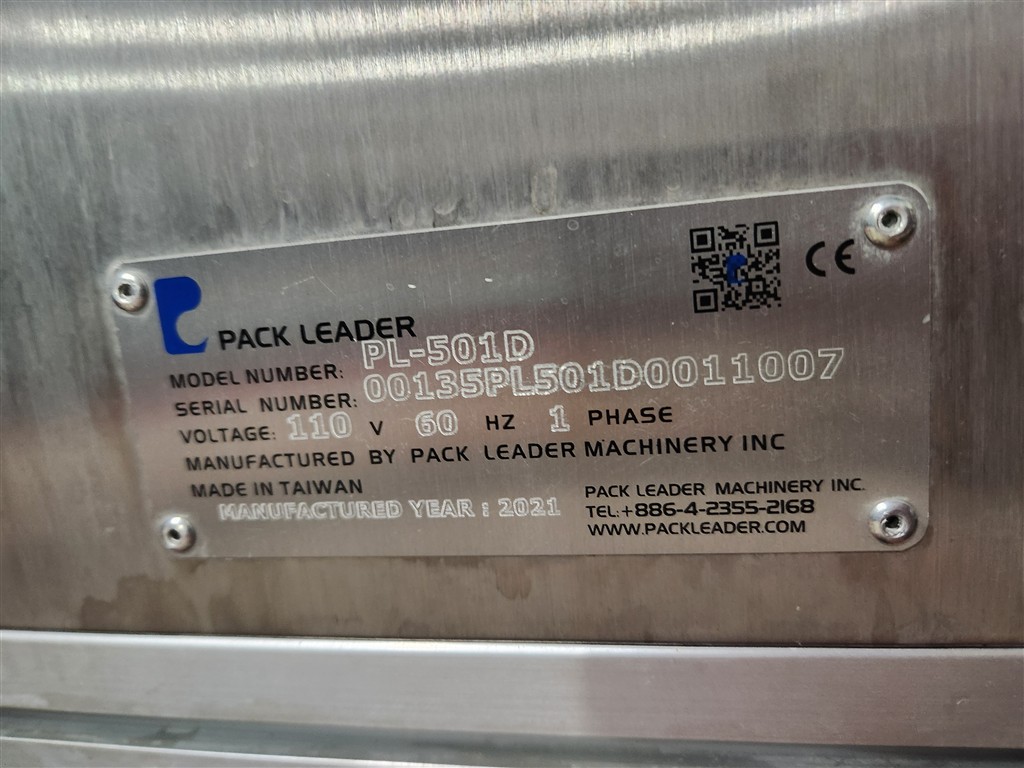 CE
PACK LEADER
MODEL NUMBER: PL-501D
SERIAL NUMBER: 00135PL501D0011007
VOLTAGE: 110 V 60 HZ 1 PHASE
MANUFACTURED BY PACK LEADER MACHINERY INC
MADE IN TAIWAN
MANUFACTURED YEAR : 2021
PACK LEADER MACHINERY INC.
TEL:+886-4-2355-2168
WWW.PACKLEADER.COM